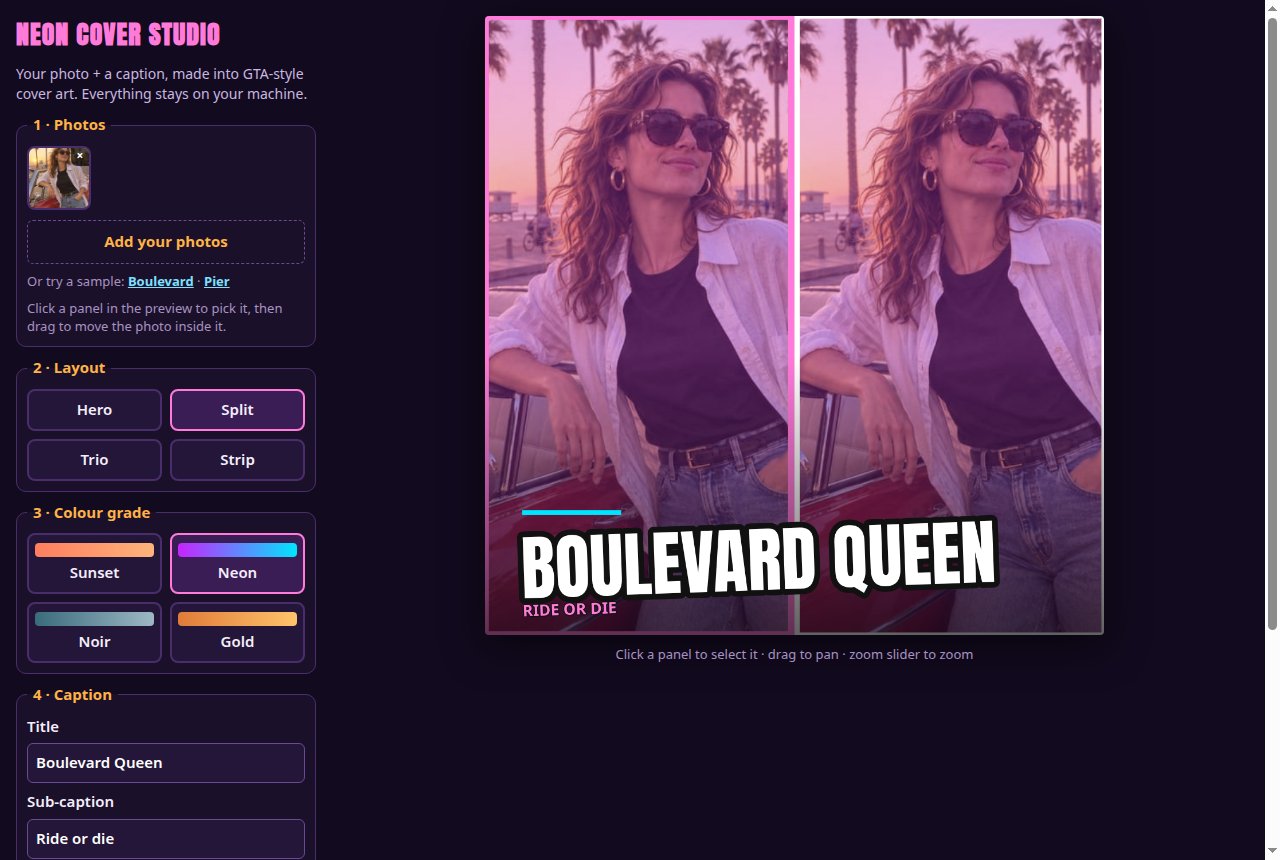 NEON COVER STUDIO
Your photo + a caption, made into GTA-style
cover art. Everything stays on your machine.
1 · Photos
×
Add your photos
Or try a sample: Boulevard · Pier
Click a panel in the preview to pick it, then
drag to move the photo inside it.
2 · Layout
Hero
Split
Trio
Strip
3 · Colour grade
Sunset
Neon
Noir
Gold
4 · Caption
Title
Boulevard Queen
Sub-caption
Ride or die
BOULEVARD QUEEN
RIDE OR DIE
Click a panel to select it · drag to pan · zoom slider to zoom